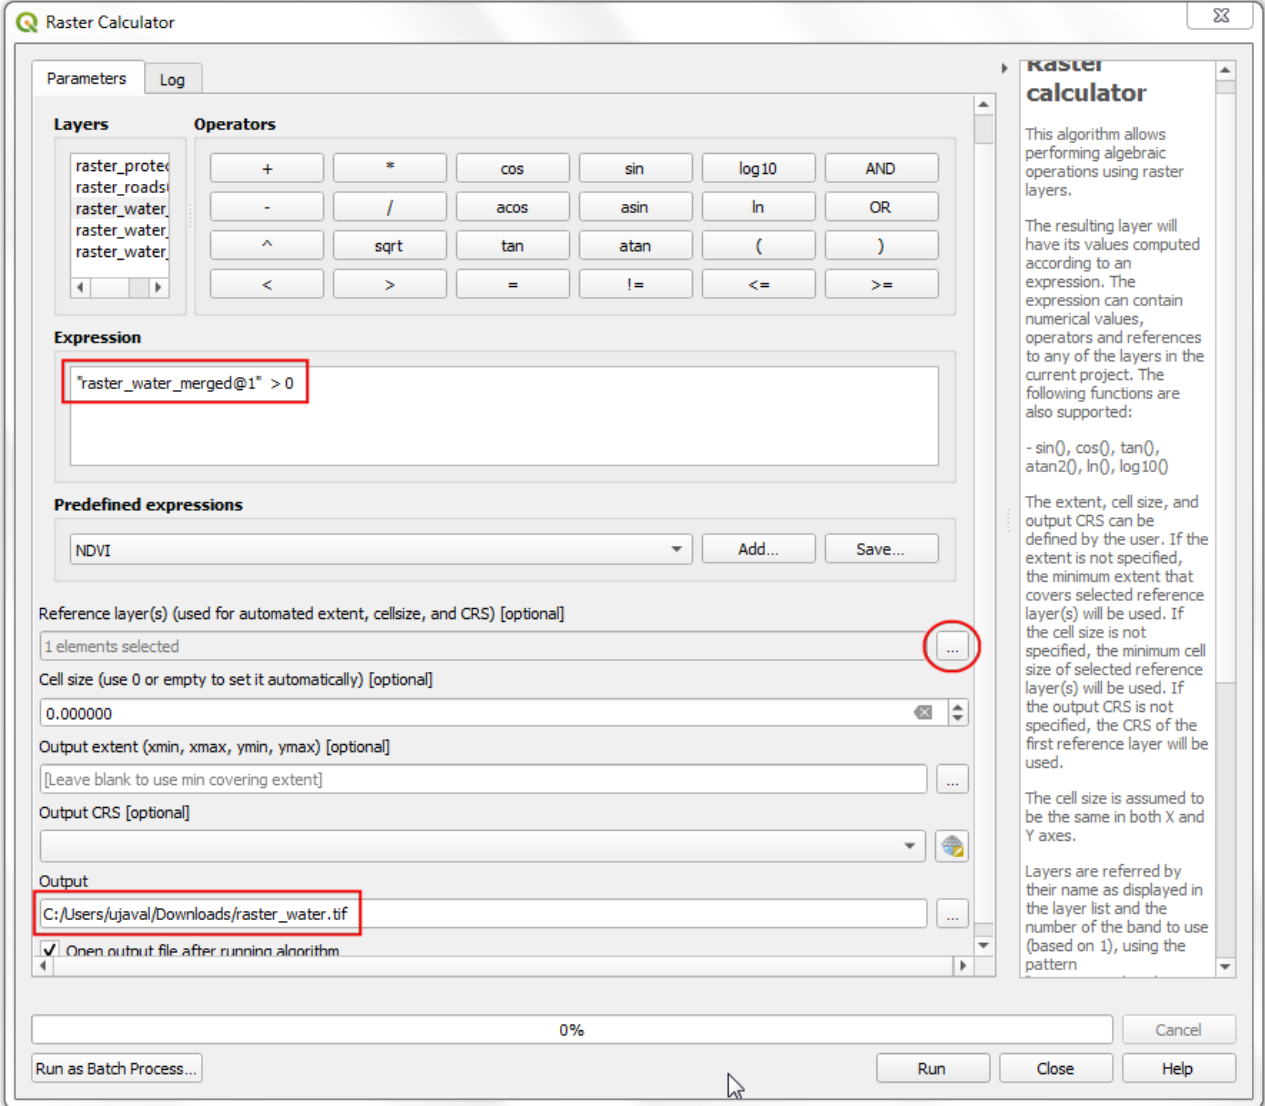 Raster Calculator
Parameters
Log
Layers
Operators
raster_protec
raster_roads
raster_water_
raster_water_
raster_water_
+ * cos sin log10 AND
- / acos asin ln OR
^ sqrt tan atan ( )
< > = != <= >=
Expression
"raster_water_merged@1" > 0
Predefined expressions
NDVI
Add...
Save...
Reference layer(s) (used for automated extent, cellsize, and CRS) [optional]
1 elements selected
...
Cell size (use 0 or empty to set it automatically) [optional]
0.000000
Output extent (xmin, xmax, ymin, ymax) [optional]
[Leave blank to use min covering extent]
...
Output CRS [optional]
Output
C:/Users/ujaval/Downloads/raster_water.tif
...
Open output file after running algorithm
Raster
calculator
This algorithm allows
performing algebraic
operations using raster
layers.
The resulting layer will
have its values computed
according to an
expression. The
expression can contain
numerical values,
operators and references
to any of the layers in the
current project. The
following functions are
also supported:
- sin(), cos(), tan(),
atan2(), ln(), log10()
The extent, cell size, and
output CRS can be
defined by the user. If the
extent is not specified,
the minimum extent that
covers selected reference
layer(s) will be used. If
the cell size is not
specified, the minimum cell
size of selected reference
layer(s) will be used. If
the output CRS is not
specified, the CRS of the
first reference layer will be
used.
The cell size is assumed to
be the same in both X and
Y axes.
Layers are referred by
their name as displayed in
the layer list and the
number of the band to use
(based on 1), using the
pattern
0%
Cancel
Run as Batch Process...
Run
Close
Help